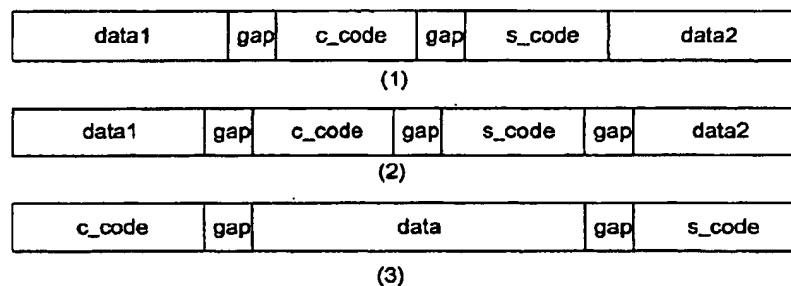 data1 gap c_code gap s_code data2
(1)
data1 gap c_code gap s_code gap data2
(2)
c_code gap data gap s_code
(3)